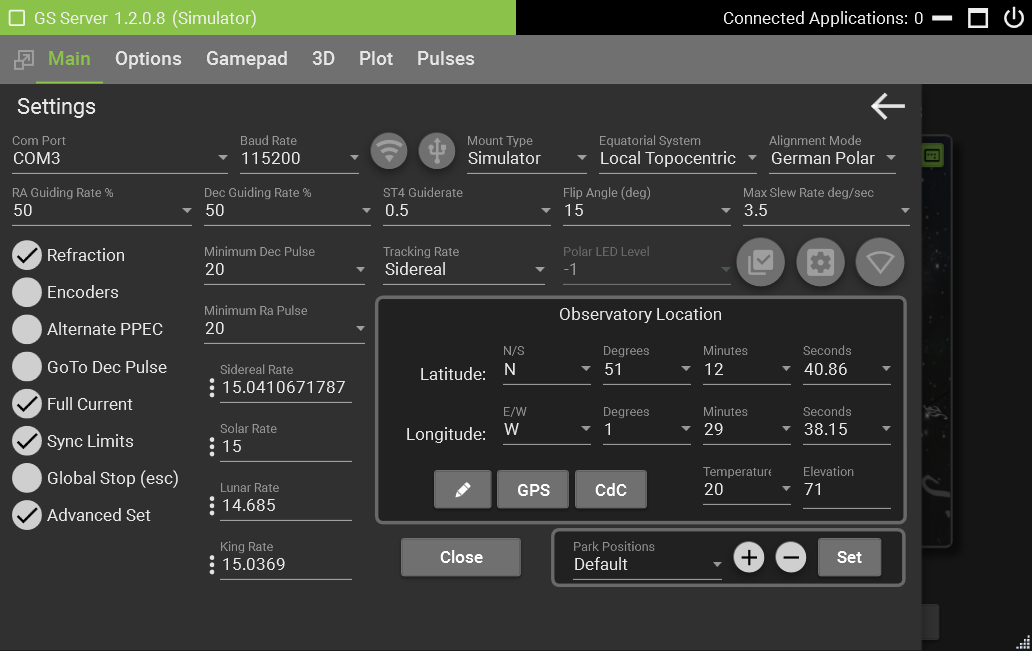 GS Server 1.2.0.8 (Simulator)
Connected Applications: 0
Main Options Gamepad 3D Plot Pulses
Settings
Com Port Baud Rate Mount Type Equatorial System Alignment Mode
COM3 115200 Simulator Local Topocentric German Polar
RA Guiding Rate % Dec Guiding Rate % ST4 Guiderate Flip Angle (deg) Max Slew Rate deg/sec
50 50 0.5 15 3.5
Refraction
Encoders
Alternate PPEC
GoTo Dec Pulse
Full Current
Sync Limits
Global Stop (esc)
Advanced Set
Minimum Dec Pulse
20
Minimum Ra Pulse
20
Sidereal Rate
15.0410671787
Solar Rate
15
Lunar Rate
14.685
King Rate
15.0369
Tracking Rate Polar LED Level
Sidereal -1
Observatory Location
N/S Degrees Minutes Seconds
Latitude: N 51 12 40.86
E/W Degrees Minutes Seconds
Longitude: W 1 29 38.15
Temperature Elevation
GPS CdC 20 71
Close
Park Positions
Default Set